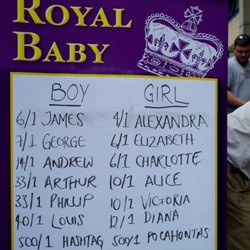 ROYAL
BABY
BOY GIRL
6/1 JAMES 4/1 ALEXANDRA
7/1 GEORGE 6/1 ELIZABETH
14/1 ANDREW 6/1 CHARLOTTE
33/1 ARTHUR 10/1 ALICE
33/1 PHILLIP 10/1 VICTORIA
40/1 LOUIS 12/1 DIANA
500/1 HASHTAG 500/1 POCAHONTAS